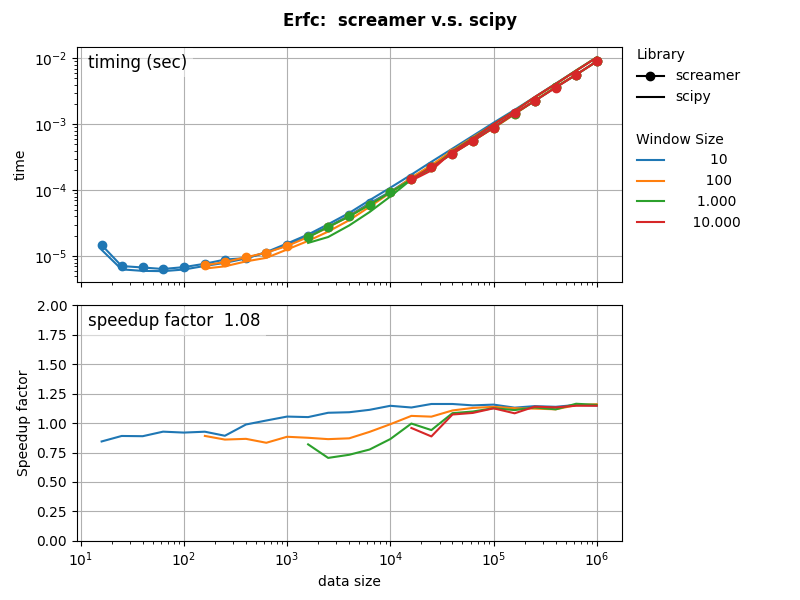 Erfc:  screamer v.s. scipy
timing (sec)
10⁻²
10⁻³
10⁻⁴
10⁻⁵
time
Library
screamer
scipy
Window Size
10
100
1.000
10.000
speedup factor  1.08
2.00
1.75
1.50
1.25
1.00
0.75
0.50
0.25
0.00
Speedup factor
10¹ 10² 10³ 10⁴ 10⁵ 10⁶
data size